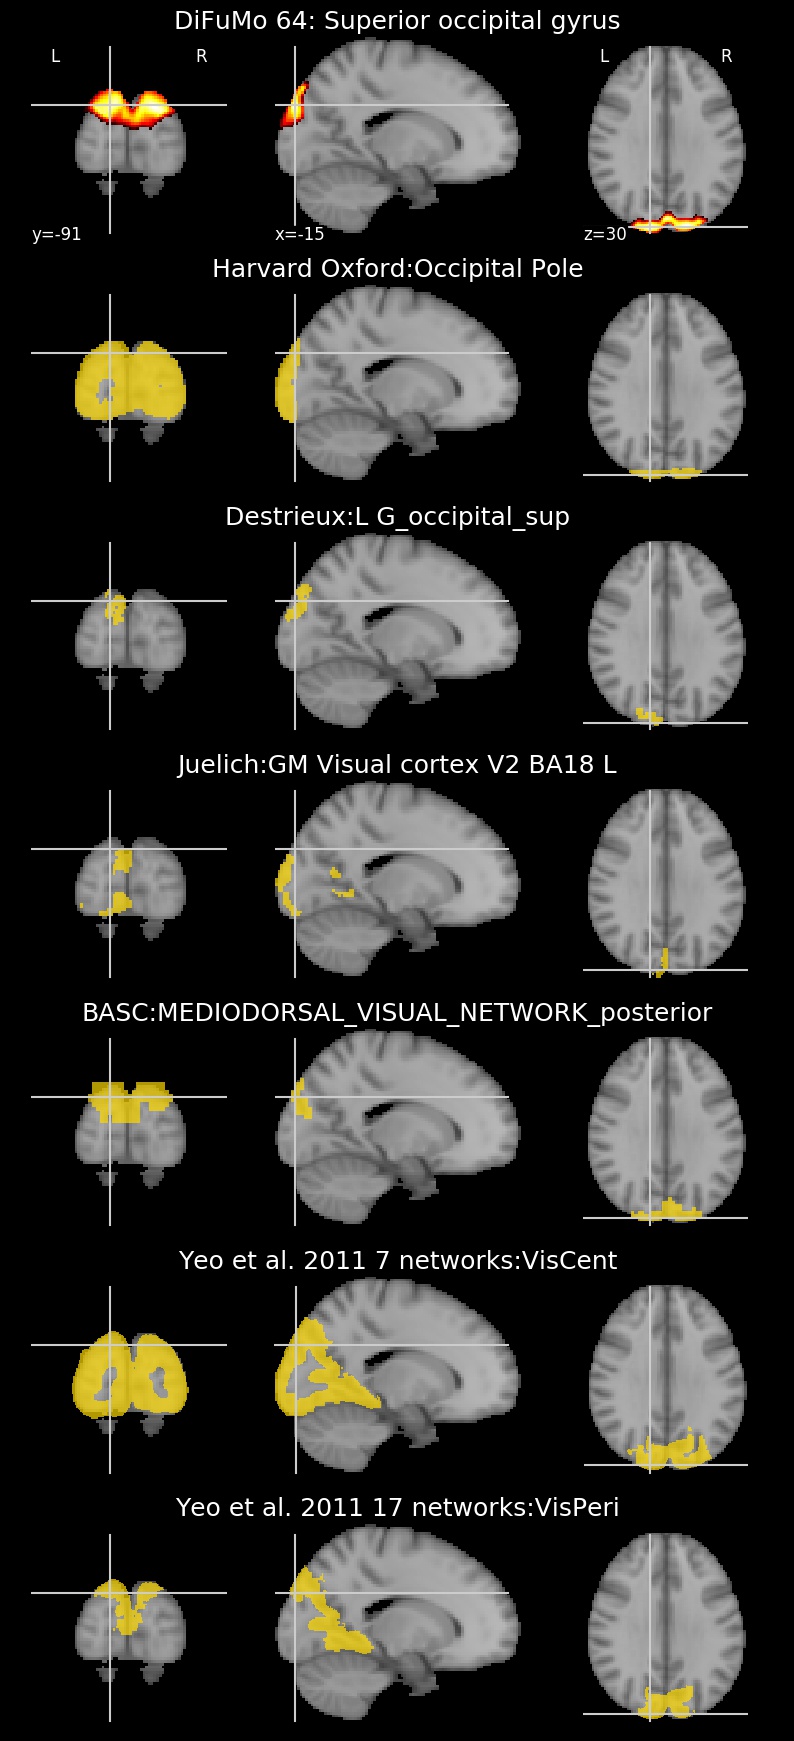 DiFuMo 64: Superior occipital gyrus
L R L R
y=-91 x=-15 z=30
Harvard Oxford:Occipital Pole
Destrieux:L G_occipital_sup
Juelich:GM Visual cortex V2 BA18 L
BASC:MEDIODORSAL_VISUAL_NETWORK_posterior
Yeo et al. 2011 7 networks:VisCent
Yeo et al. 2011 17 networks:VisPeri